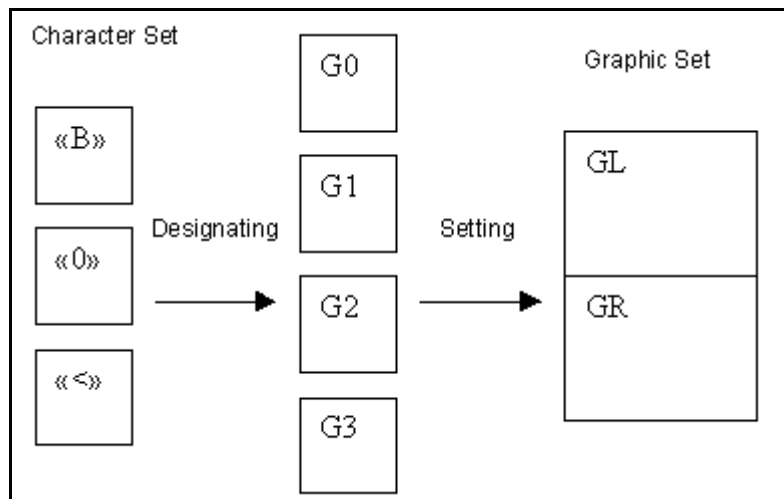 Character Set
«B»
«0»
«<»
Designating
G0
G1
G2
G3
Setting
Graphic Set
GL
GR